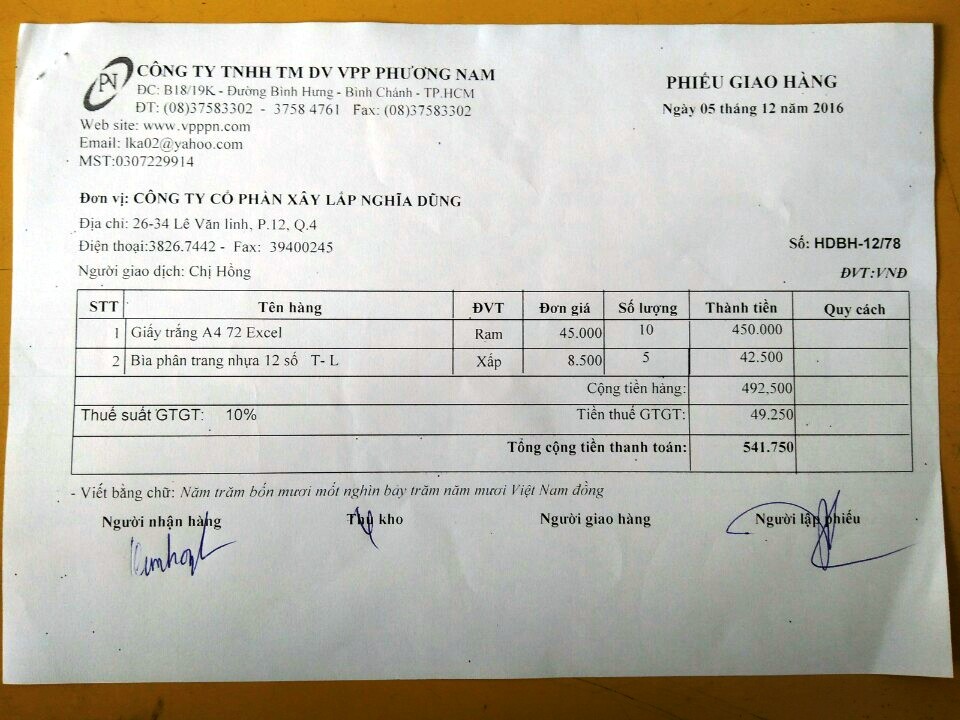 PN
CÔNG TY TNHH TM DV VPP PHƯƠNG NAM
ĐC: B18/19K - Đường Bình Hưng - Bình Chánh - TP.HCM
ĐT: (08)37583302 - 3758 4761 Fax: (08)37583302
Web site: www.vpppn.com
Email: lka02@yahoo.com
MST:0307229914
PHIẾU GIAO HÀNG
Ngày 05 tháng 12 năm 2016
Đơn vị: CÔNG TY CỔ PHẦN XÂY LẮP NGHĨA DŨNG
Địa chỉ: 26-34 Lê Văn linh, P.12, Q.4
Điện thoại:3826.7442 - Fax: 39400245
Số: HDBH-12/78
Người giao dịch: Chị Hồng
ĐVT:VNĐ
STT Tên hàng ĐVT Đơn giá Số lượng Thành tiền Quy cách
1 Giấy trắng A4 72 Excel Ram 45.000 10 450.000
2 Bìa phân trang nhựa 12 số T- L Xấp 8.500 5 42.500
Cộng tiền hàng: 492,500
Thuế suất GTGT: 10% Tiền thuế GTGT: 49.250
Tổng cộng tiền thanh toán: 541.750
- Viết bằng chữ: Năm trăm bốn mươi mốt nghìn bảy trăm năm mươi Việt Nam đồng
Người nhận hàng Thủ kho Người giao hàng Người lập phiếu